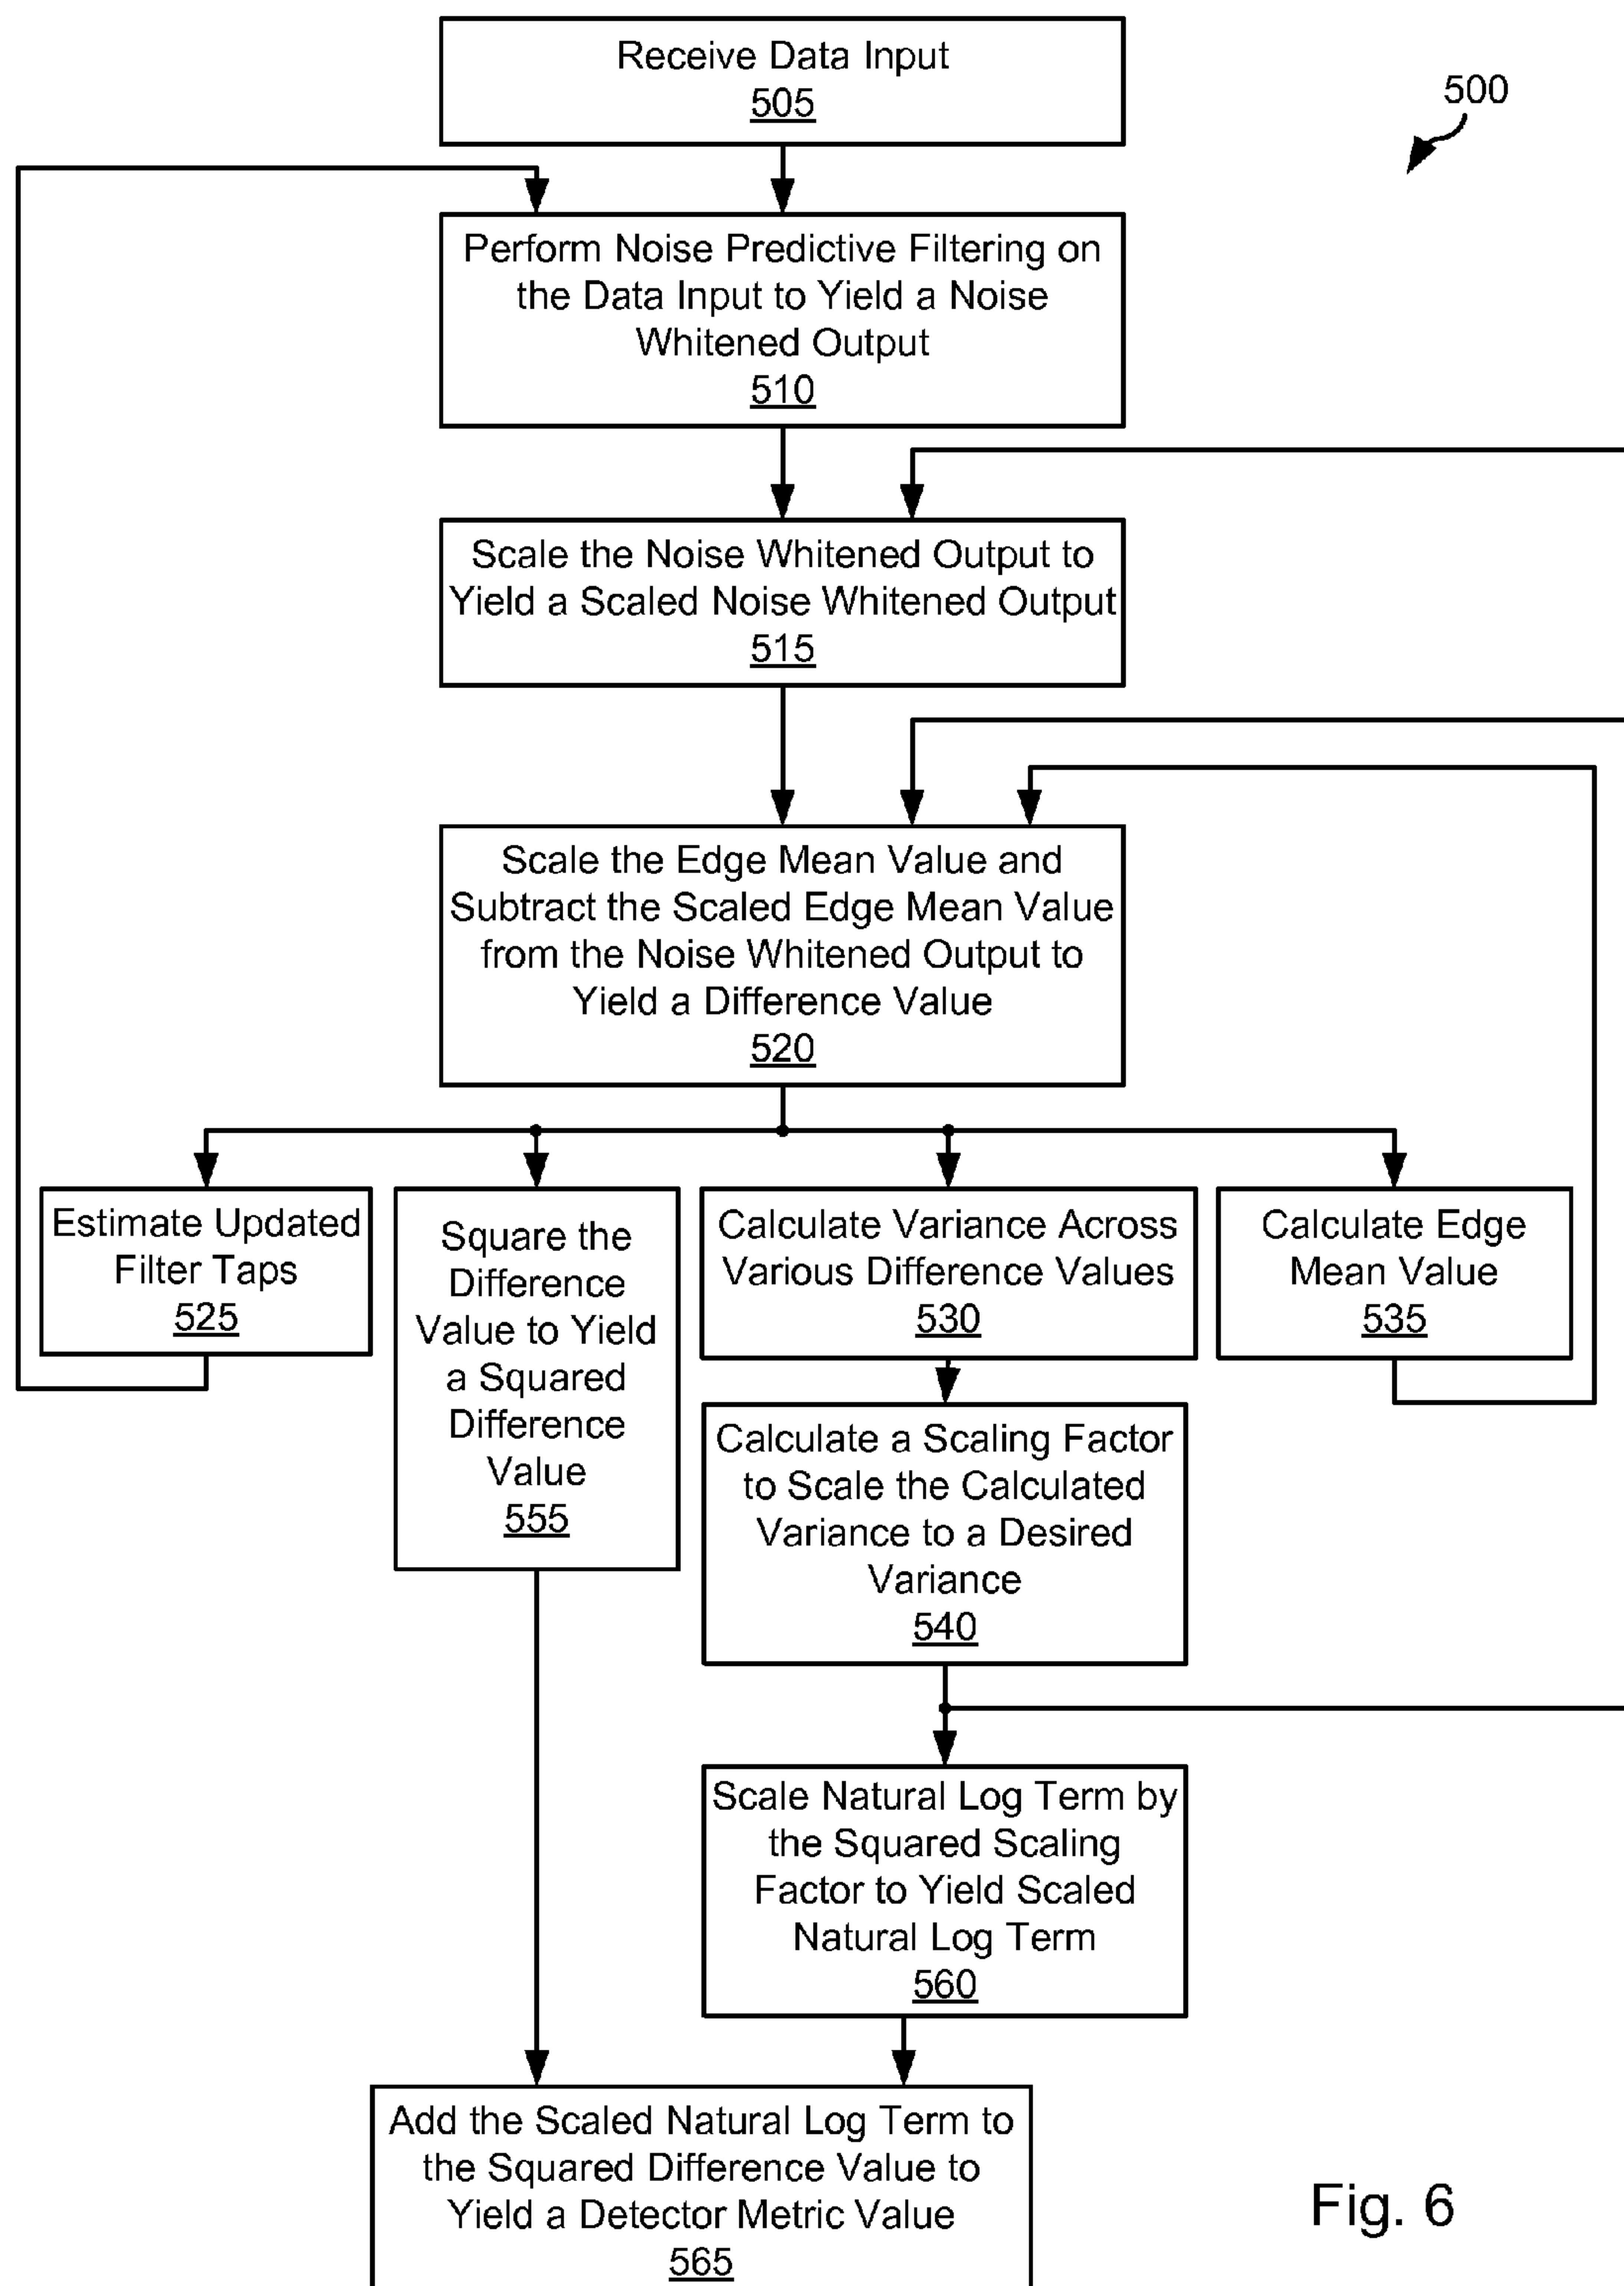 Receive Data Input
505
500
Perform Noise Predictive Filtering on
the Data Input to Yield a Noise
Whitened Output
510
Scale the Noise Whitened Output to
Yield a Scaled Noise Whitened Output
515
Scale the Edge Mean Value and
Subtract the Scaled Edge Mean Value
from the Noise Whitened Output to
Yield a Difference Value
520
Estimate Updated
Filter Taps
525
Square the
Difference
Value to Yield
a Squared
Difference
Value
555
Calculate Variance Across
Various Difference Values
530
Calculate Edge
Mean Value
535
Calculate a Scaling Factor
to Scale the Calculated
Variance to a Desired
Variance
540
Scale Natural Log Term by
the Squared Scaling
Factor to Yield Scaled
Natural Log Term
560
Add the Scaled Natural Log Term to
the Squared Difference Value to
Yield a Detector Metric Value
565
Fig. 6